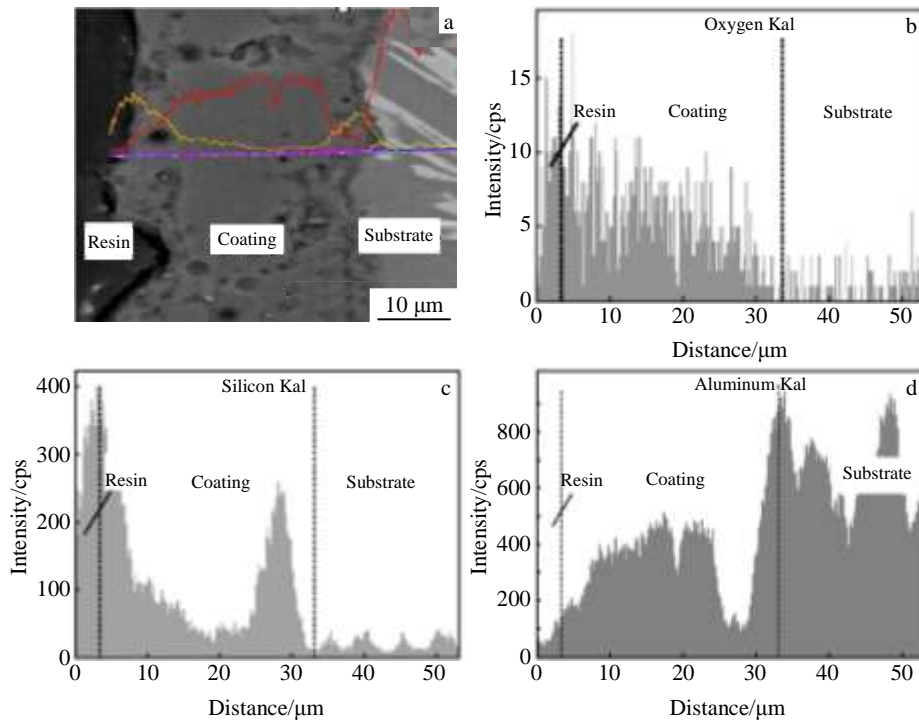 a
Resin
Coating
Substrate
10 μm
b
Oxygen Kal
Resin
Coating
Substrate
Intensity/cps
15
10
5
0
0 10 20 30 40 50
Distance/μm
c
Silicon Kal
Resin
Coating
Substrate
Intensity/cps
400
300
200
100
0
0 10 20 30 40 50
Distance/μm
d
Aluminum Kal
Resin
Coating
Substrate
Intensity/cps
800
600
400
200
0
0 10 20 30 40 50
Distance/μm